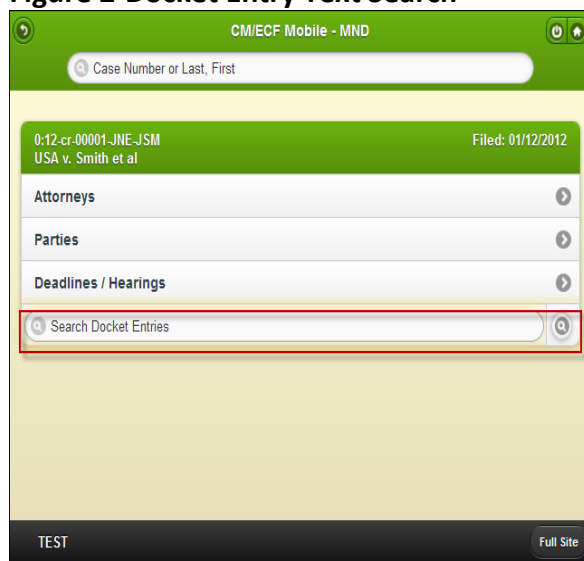 Figure 2 Docket Entry Text Search
CM/ECF Mobile - MND
Case Number or Last, First
0:12-cr-00001-JNE-JSM Filed: 01/12/2012
USA v. Smith et al
Attorneys
Parties
Deadlines / Hearings
Search Docket Entries
TEST Full Site